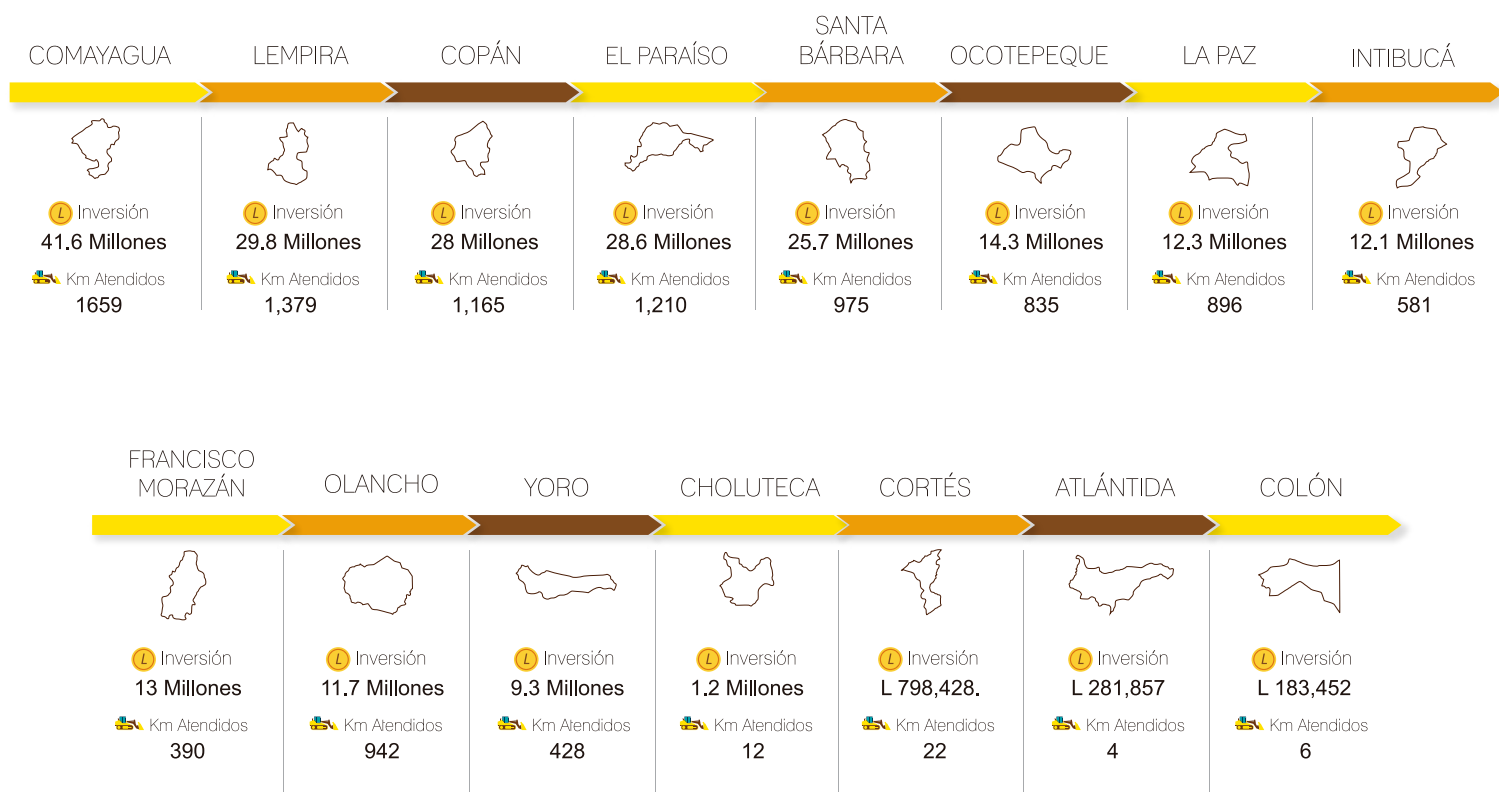 COMAYAGUA
LEMPIRA
COPÁN
EL PARAÍSO
SANTA
BÁRBARA
OCOTEPEQUE
LA PAZ
INTIBUCÁ
L Inversión
41.6 Millones
Km Atendidos
1659
L Inversión
29.8 Millones
Km Atendidos
1,379
L Inversión
28 Millones
Km Atendidos
1,165
L Inversión
28.6 Millones
Km Atendidos
1,210
L Inversión
25.7 Millones
Km Atendidos
975
L Inversión
14.3 Millones
Km Atendidos
835
L Inversión
12.3 Millones
Km Atendidos
896
L Inversión
12.1 Millones
Km Atendidos
581
FRANCISCO
MORAZÁN
OLANCHO
YORO
CHOLUTECA
CORTÉS
ATLÁNTIDA
COLÓN
L Inversión
13 Millones
Km Atendidos
390
L Inversión
11.7 Millones
Km Atendidos
942
L Inversión
9.3 Millones
Km Atendidos
428
L Inversión
1.2 Millones
Km Atendidos
12
L Inversión
L 798,428.
Km Atendidos
22
L Inversión
L 281,857
Km Atendidos
4
L Inversión
L 183,452
Km Atendidos
6